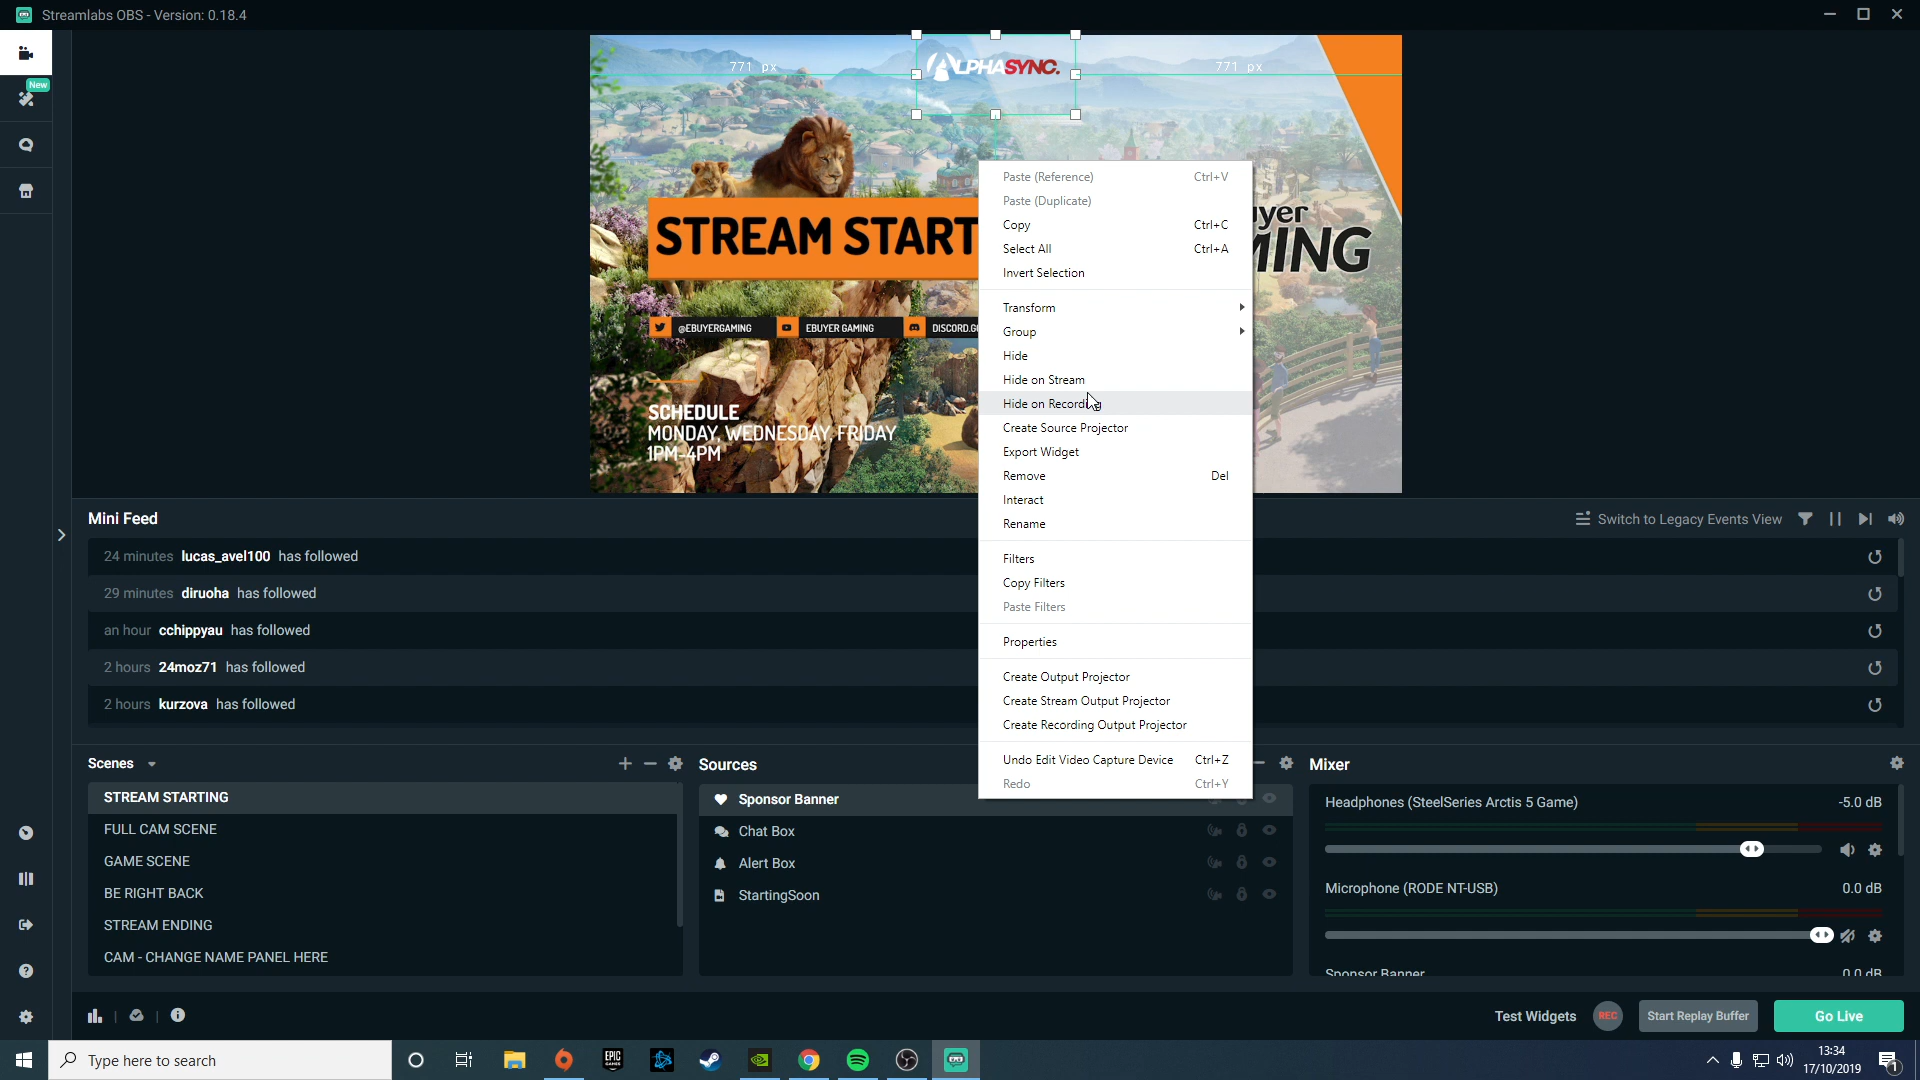 Streamlabs OBS - Version: 0.18.4
New
771 px
ALPHASYNC.
771 px
STREAM START
yer
MING
@EBUYERGAMING
EBUYER GAMING
DISCORD.G
SCHEDULE
MONDAY, WEDNESDAY, FRIDAY
1PM-4PM
Paste (Reference) Ctrl+V
Paste (Duplicate)
Copy Ctrl+C
Select All Ctrl+A
Invert Selection
Transform
Group
Hide
Hide on Stream
Hide on Recording
Create Source Projector
Export Widget
Remove Del
Interact
Rename
Filters
Copy Filters
Paste Filters
Properties
Create Output Projector
Create Stream Output Projector
Create Recording Output Projector
Undo Edit Video Capture Device Ctrl+Z
Redo Ctrl+Y
Mini Feed
Switch to Legacy Events View
24 minutes lucas_avel100 has followed
29 minutes diruoha has followed
an hour cchippyau has followed
2 hours 24moz71 has followed
2 hours kurzova has followed
Scenes
STREAM STARTING
FULL CAM SCENE
GAME SCENE
BE RIGHT BACK
STREAM ENDING
CAM - CHANGE NAME PANEL HERE
Sources
Sponsor Banner
Chat Box
Alert Box
StartingSoon
Mixer
Headphones (SteelSeries Arctis 5 Game) -5.0 dB
Microphone (RODE NT-USB) 0.0 dB
Sponsor Banner 0.0 dB
Test Widgets
REC
Start Replay Buffer
Go Live
Type here to search
EPIC GAMES
13:34
17/10/2019
1